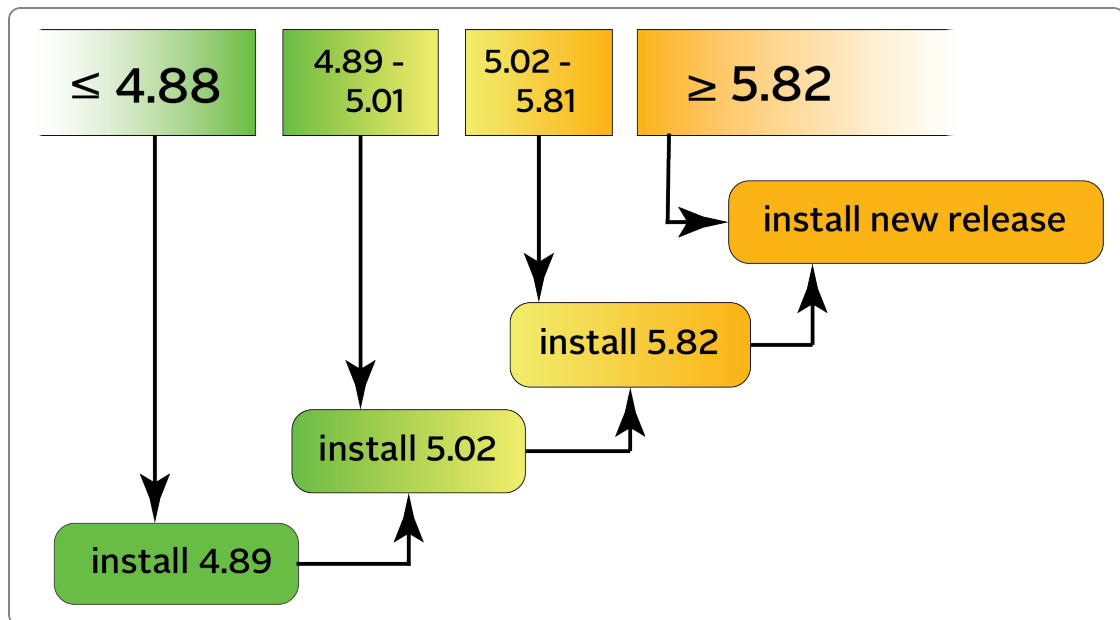 ≤ 4.88
4.89 -
5.01
5.02 -
5.81
≥ 5.82
install new release
install 5.82
install 5.02
install 4.89